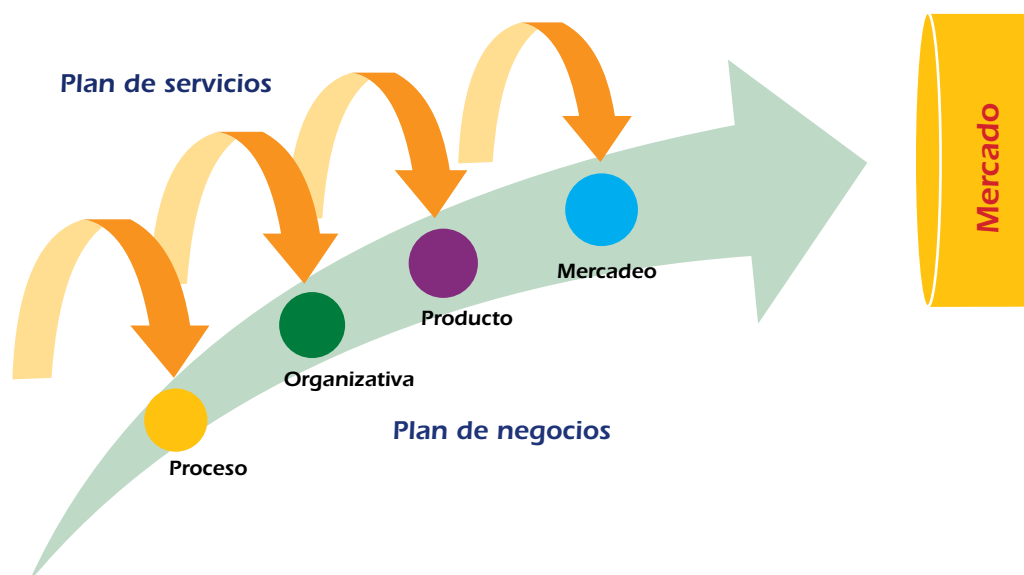 Plan de servicios
Mercado
Mercadeo
Producto
Organizativa
Plan de negocios
Proceso